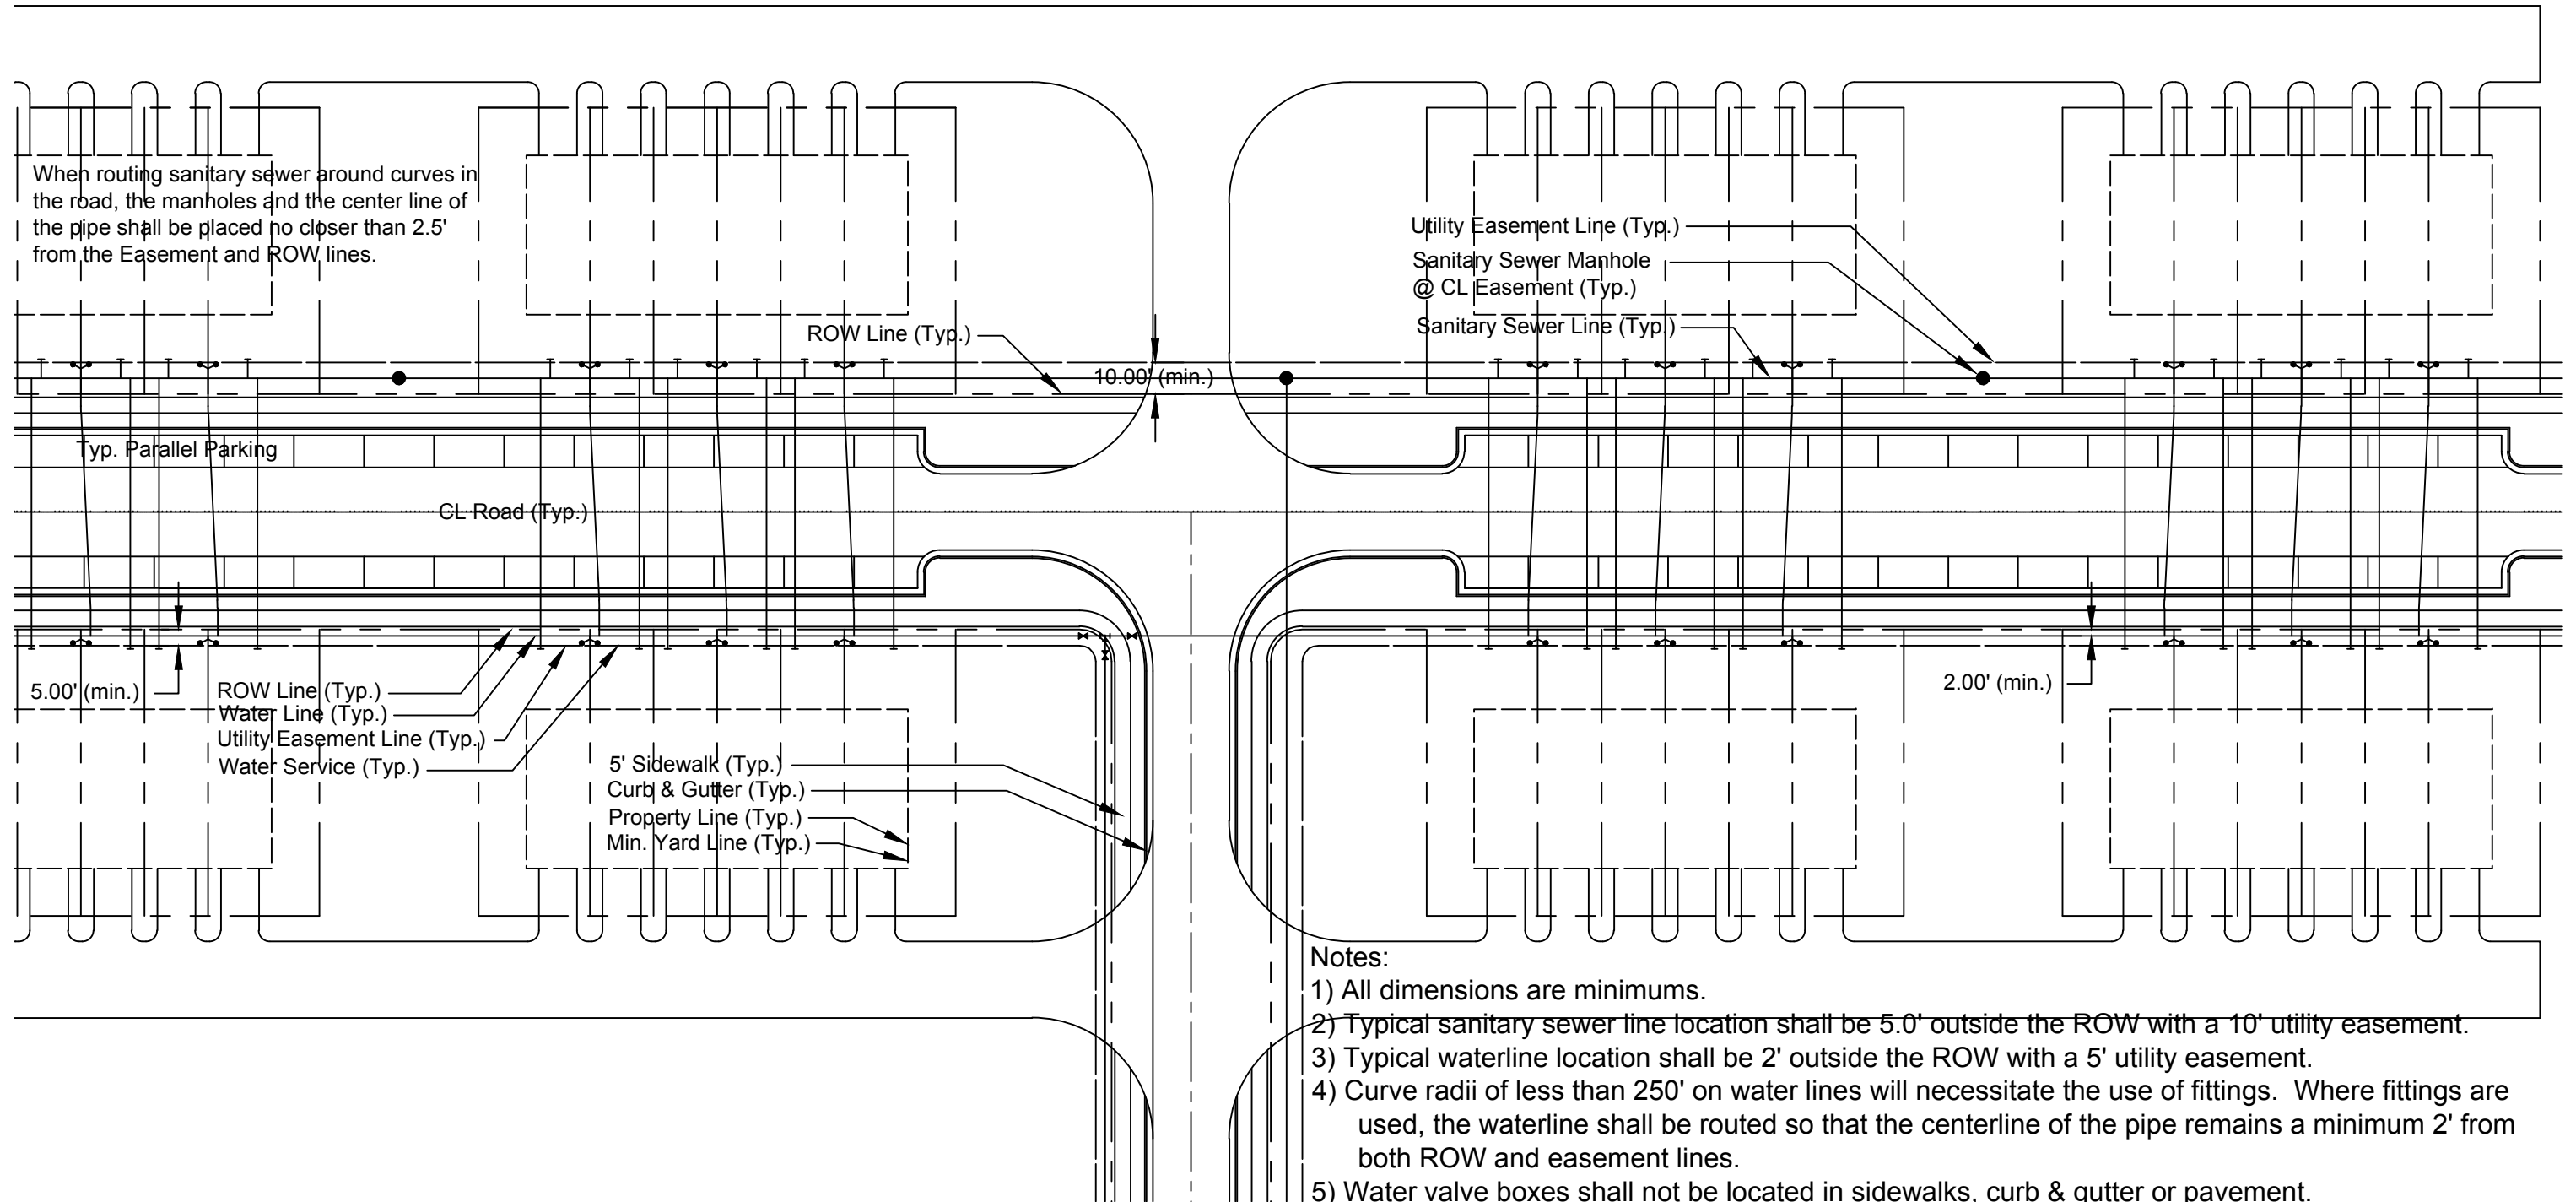 When routing sanitary sewer around curves in
the road, the manholes and the center line of
the pipe shall be placed no closer than 2.5'
from the Easement and ROW lines.
Utility Easement Line (Typ.)
Sanitary Sewer Manhole
@ CL Easement (Typ.)
Sanitary Sewer Line (Typ.)
ROW Line (Typ.)
10.00' (min.)
Typ. Parallel Parking
CL Road (Typ.)
5.00' (min.)
ROW Line (Typ.)
Water Line (Typ.)
Utility Easement Line (Typ.)
Water Service (Typ.)
2.00' (min.)
5' Sidewalk (Typ.)
Curb & Gutter (Typ.)
Property Line (Typ.)
Min. Yard Line (Typ.)
Notes:
1) All dimensions are minimums.
2) Typical sanitary sewer line location shall be 5.0' outside the ROW with a 10' utility easement.
3) Typical waterline location shall be 2' outside the ROW with a 5' utility easement.
4) Curve radii of less than 250' on water lines will necessitate the use of fittings. Where fittings are
used, the waterline shall be routed so that the centerline of the pipe remains a minimum 2' from
both ROW and easement lines.
5) Water valve boxes shall not be located in sidewalks, curb & gutter or pavement.